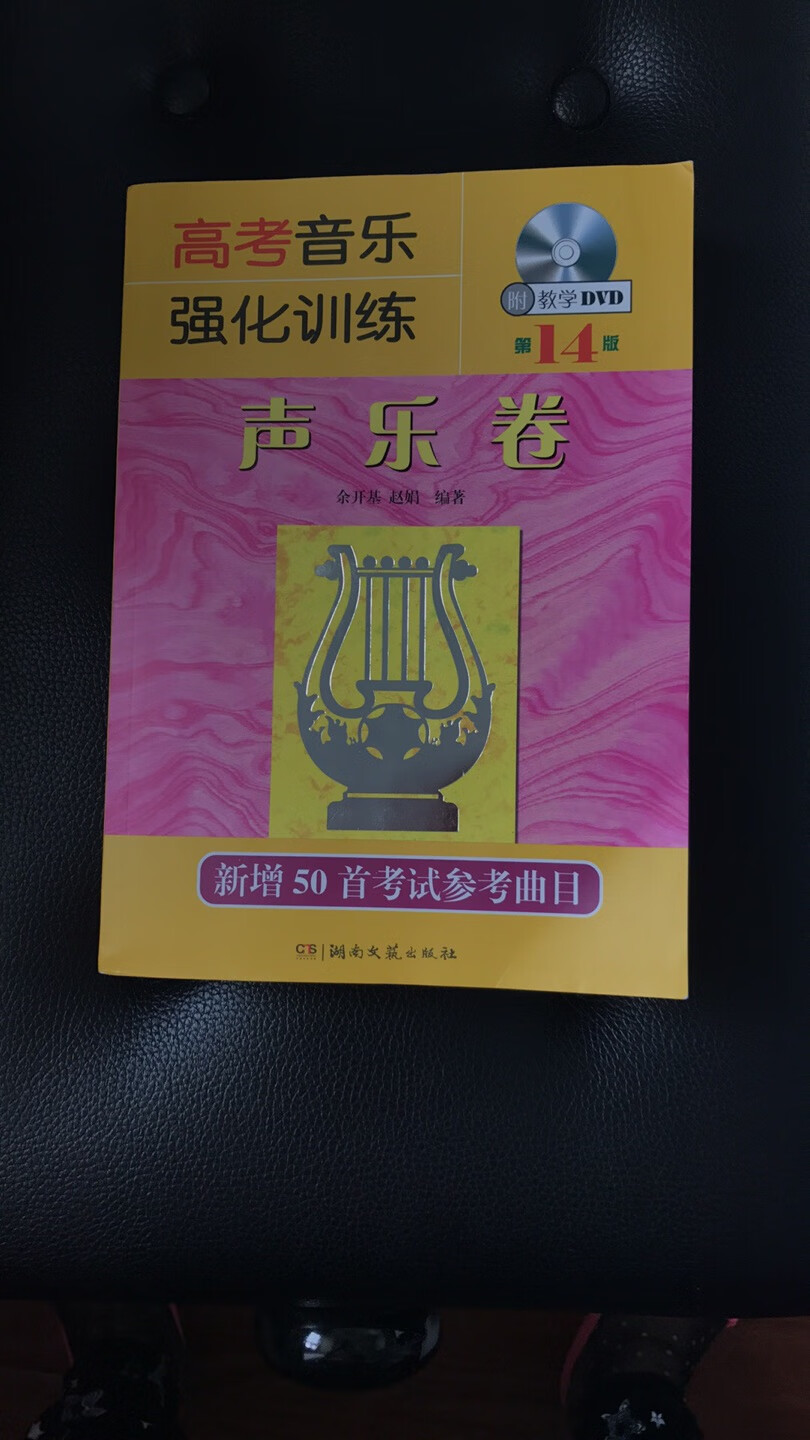 高考音乐
强化训练
附 教学DVD
第14版
声乐卷
余开基 赵娟 编著
新增50首考试参考曲目
CTS 湖南文艺出版社